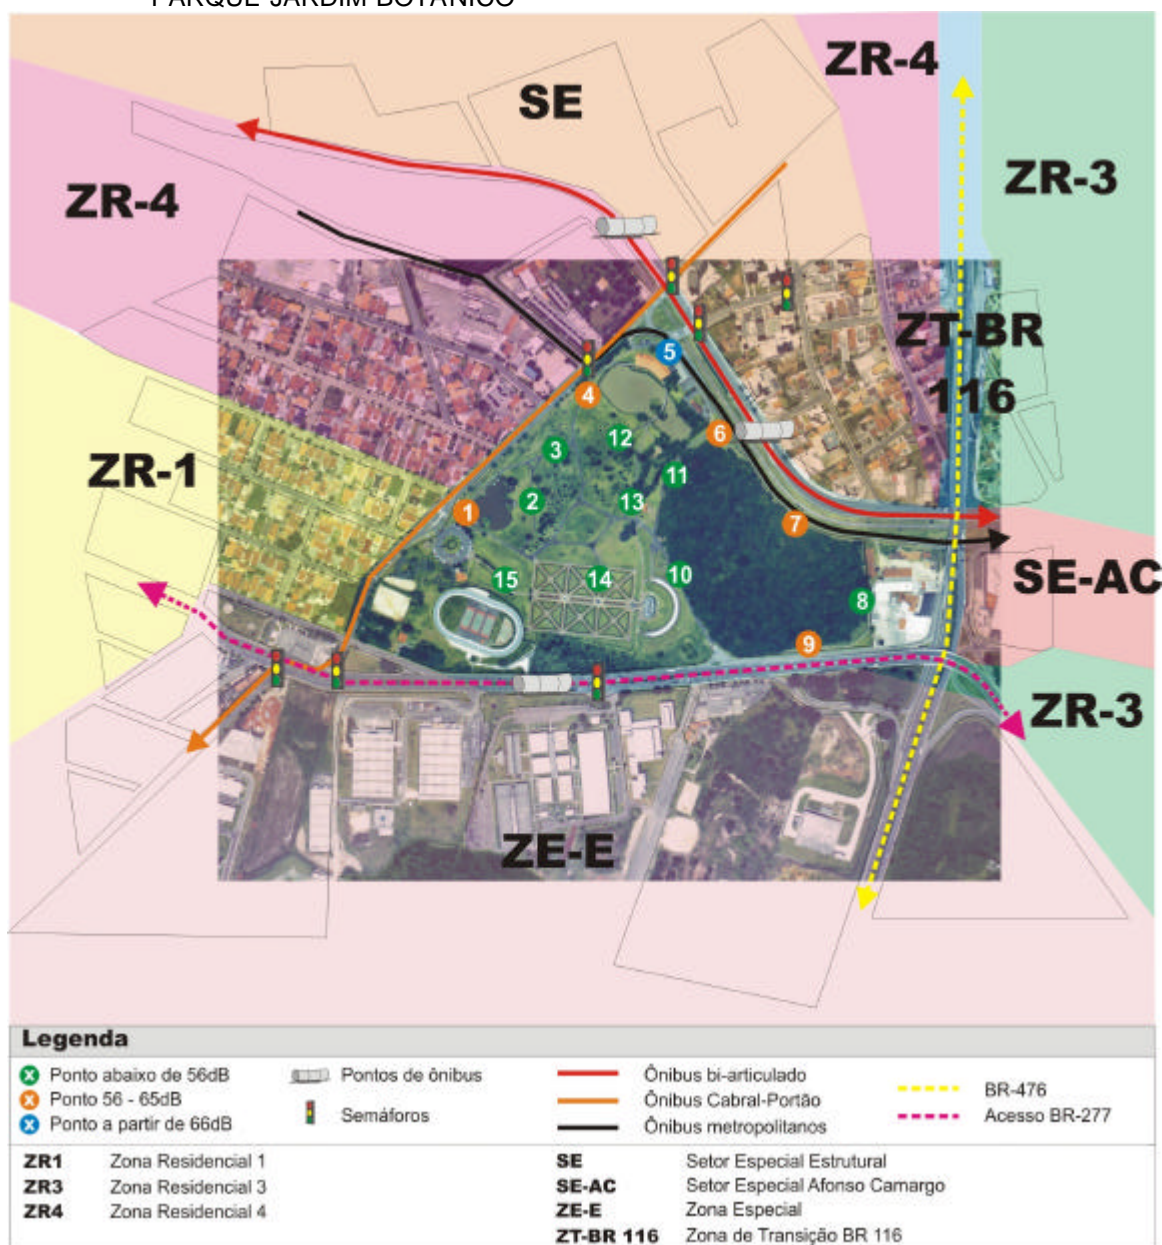 PARQUE JARDIM BOTÂNICO
ZR-4
SE
ZR-3
ZR-4
ZT-BR
116
5
4
6
12
3
11
ZR-1
2
13
1
7
15
14
10
SE-AC
8
9
ZR-3
ZE-E
Legenda
x Ponto abaixo de 56dB
x Ponto 56 - 65dB
x Ponto a partir de 66dB
Pontos de ônibus
Semáforos
Ônibus bi-articulado
Ônibus Cabral-Portão
Ônibus metropolitanos
BR-476
Acesso BR-277
ZR1 Zona Residencial 1
ZR3 Zona Residencial 3
ZR4 Zona Residencial 4
SE Setor Especial Estrutural
SE-AC Setor Especial Afonso Camargo
ZE-E Zona Especial
ZT-BR 116 Zona de Transição BR 116